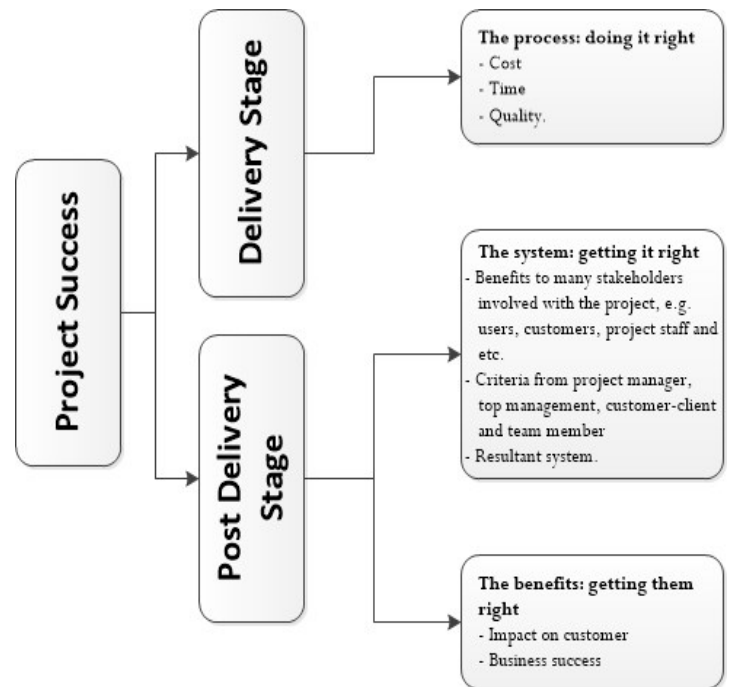 Project Success
Delivery Stage
The process: doing it right
- Cost
- Time
- Quality.
Post Delivery
Stage
The system: getting it right
- Benefits to many stakeholders
involved with the project, e.g.
users, customers, project staff and
etc.
- Criteria from project manager,
top management, customer-client
and team member
- Resultant system.
The benefits: getting them
right
- Impact on customer
- Business success